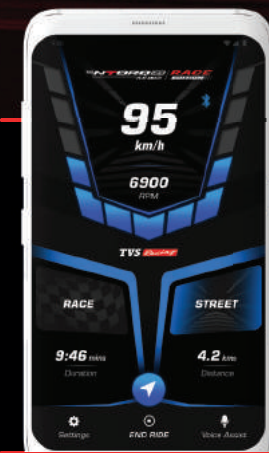 NTORQ RACE
EDITION
95
km/h
6900
RPM
TVS Racing
RACE
STREET
9:46 mins
4.2 kms
Duration
Distance
Settings
END RIDE
Voice Assist